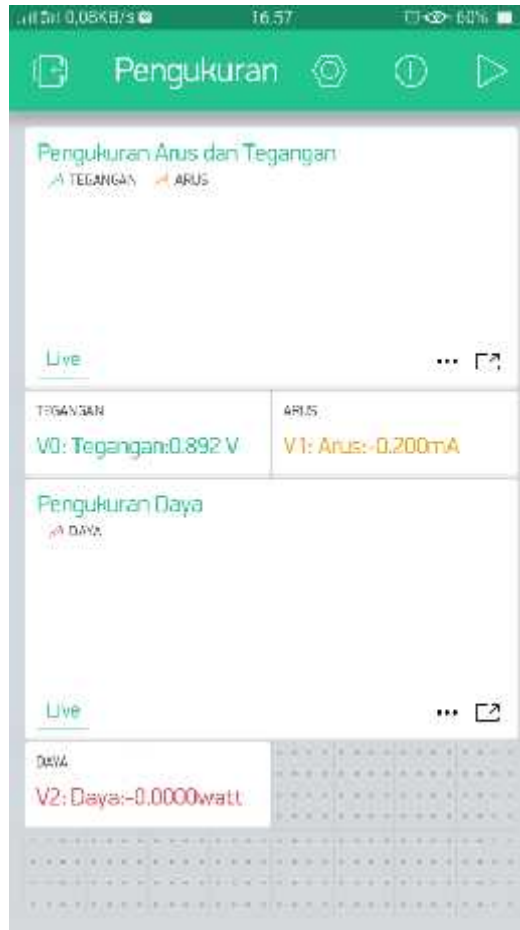 0,08KB/s 16.57 60%
Pengukuran
Pengukuran Arus dan Tegangan
TEGANGAN ARUS
Live
TEGANGAN ARUS
V0: Tegangan:0.892 V V1: Arus:-0.200mA
Pengukuran Daya
DAYA
Live
DAYA
V2: Daya:-0.0000watt